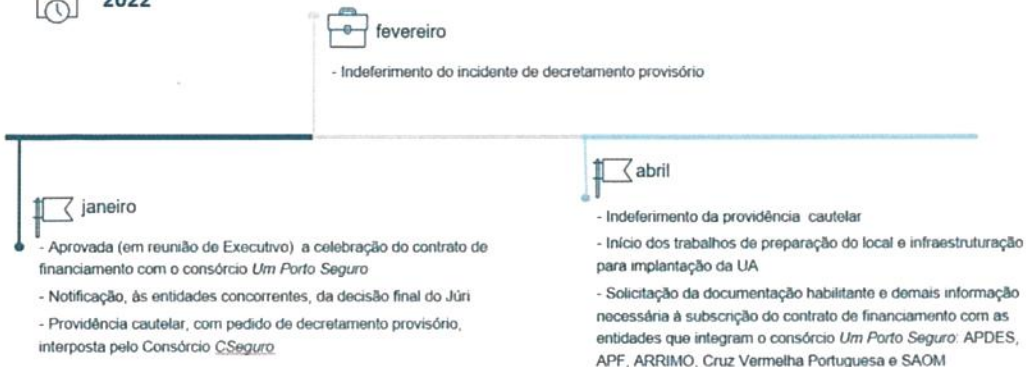 2022
fevereiro
- Indeferimento do incidente de decretamento provisório
janeiro
- Aprovada (em reunião de Executivo) a celebração do contrato de
financiamento com o consórcio Um Porto Seguro
- Notificação, às entidades concorrentes, da decisão final do Júri
- Providência cautelar, com pedido de decretamento provisório,
interposta pelo Consórcio CSeguro
abril
- Indeferimento da providência cautelar
- Início dos trabalhos de preparação do local e infraestruturação
para implantação da UA
- Solicitação da documentação habilitante e demais informação
necessária à subscrição do contrato de financiamento com as
entidades que integram o consórcio Um Porto Seguro: APDES,
APF, ARRIMO, Cruz Vermelha Portuguesa e SAOM